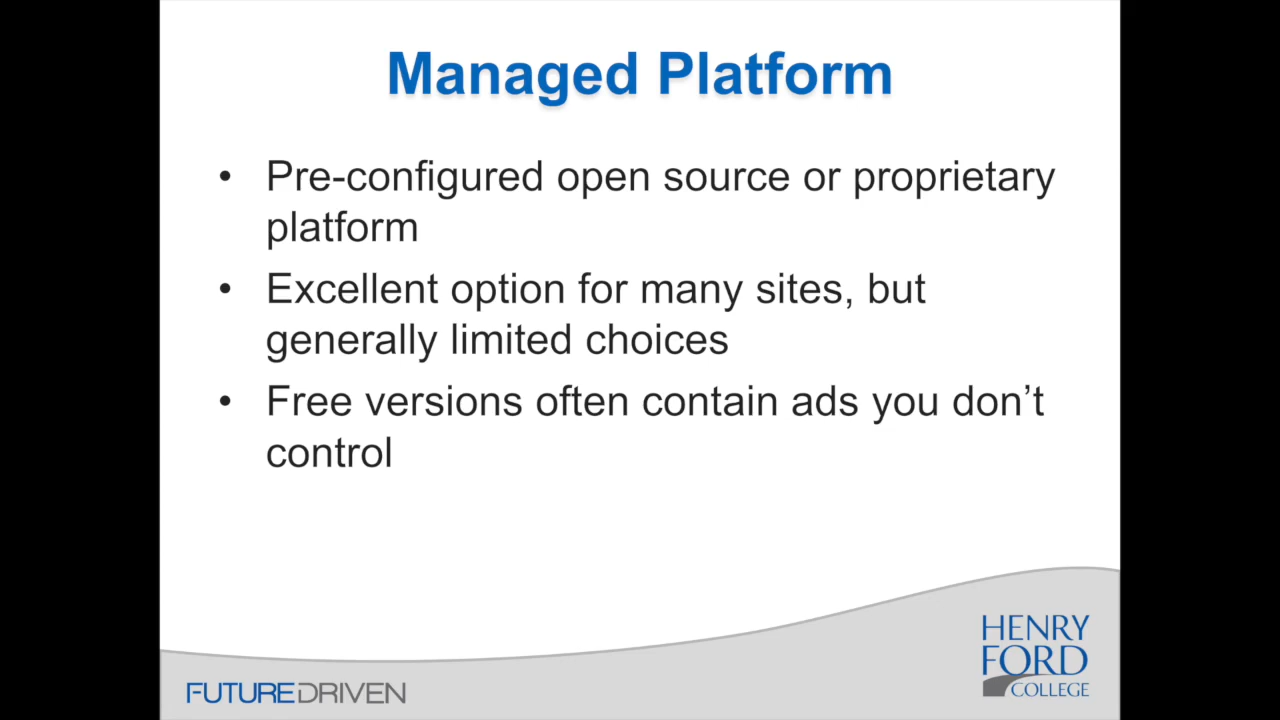 Managed Platform
• Pre-configured open source or proprietary
platform
• Excellent option for many sites, but
generally limited choices
• Free versions often contain ads you don’t
control
FUTUREDRIVEN
HENRY
FORD
COLLEGE